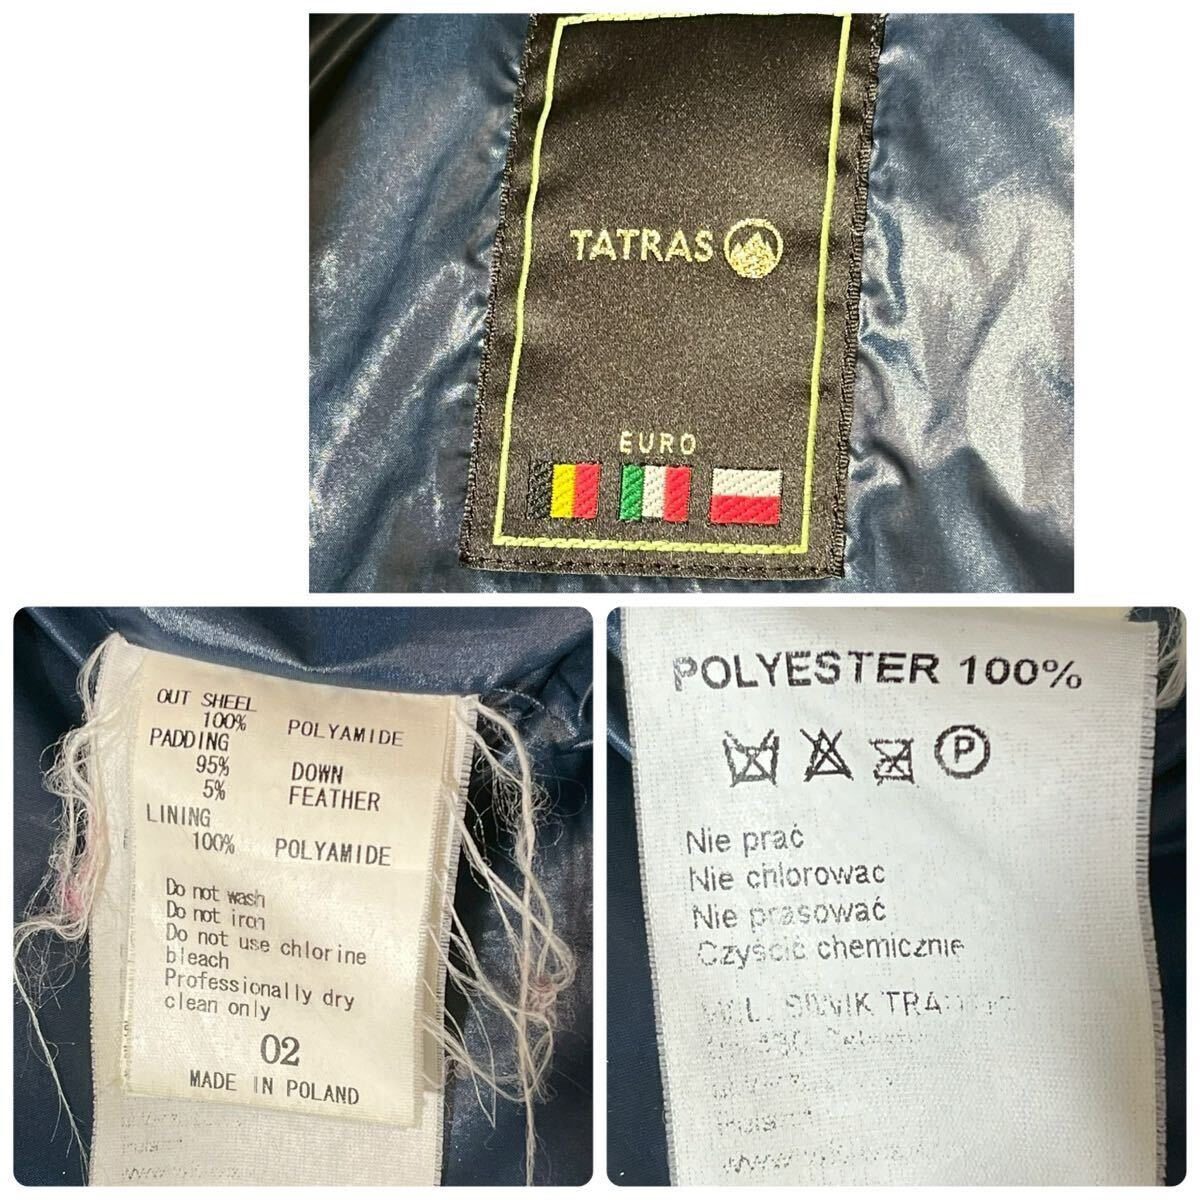 TATRAS
EURO
OUT SHEEL
100% POLYAMIDE
PADDING
95% DOWN
5% FEATHER
LINING
100% POLYAMIDE
Do not wash
Do not iron
Do not use chlorine
bleach
Professionally dry
clean only
02
MADE IN POLAND
POLYESTER 100%
P
Nie prać
Nie chlorowac
Nie prasować
Czyścić chemicznie